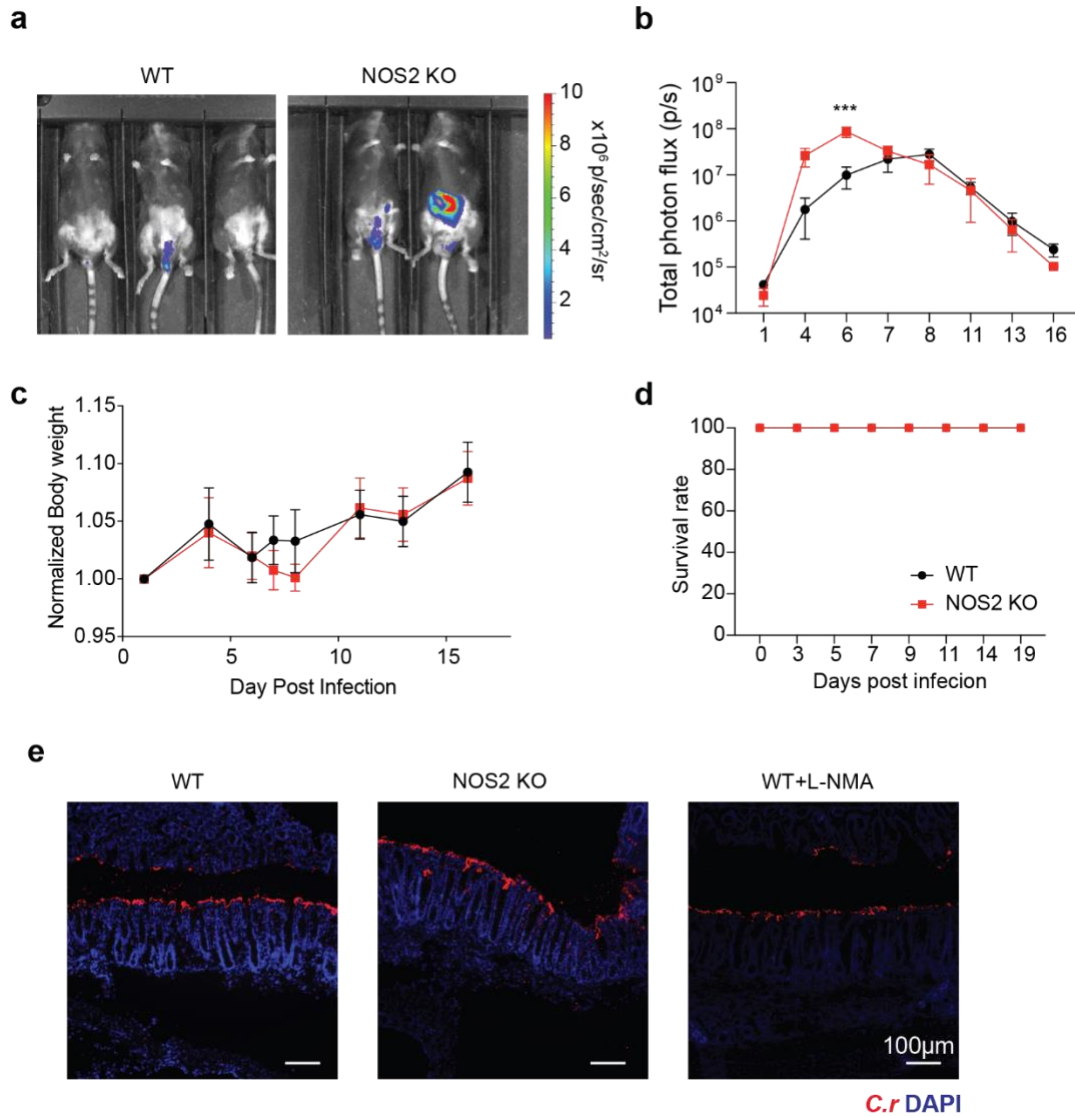 a
WT
NOS2 KO
10
8
6
4
2
x10⁶ p/sec/cm²/sr
b
Total photon flux (p/s)
10⁹
10⁸
10⁷
10⁶
10⁵
10⁴
***
1 4 6 7 8 11 13 16
c
Normalized Body weight
1.15
1.10
1.05
1.00
0.95
0 5 10 15
Day Post Infection
d
Survival rate
100
80
60
40
20
0
WT
NOS2 KO
0 3 5 7 9 11 14 19
Days post infecion
e
WT
NOS2 KO
WT+L-NMA
100µm
C.r DAPI